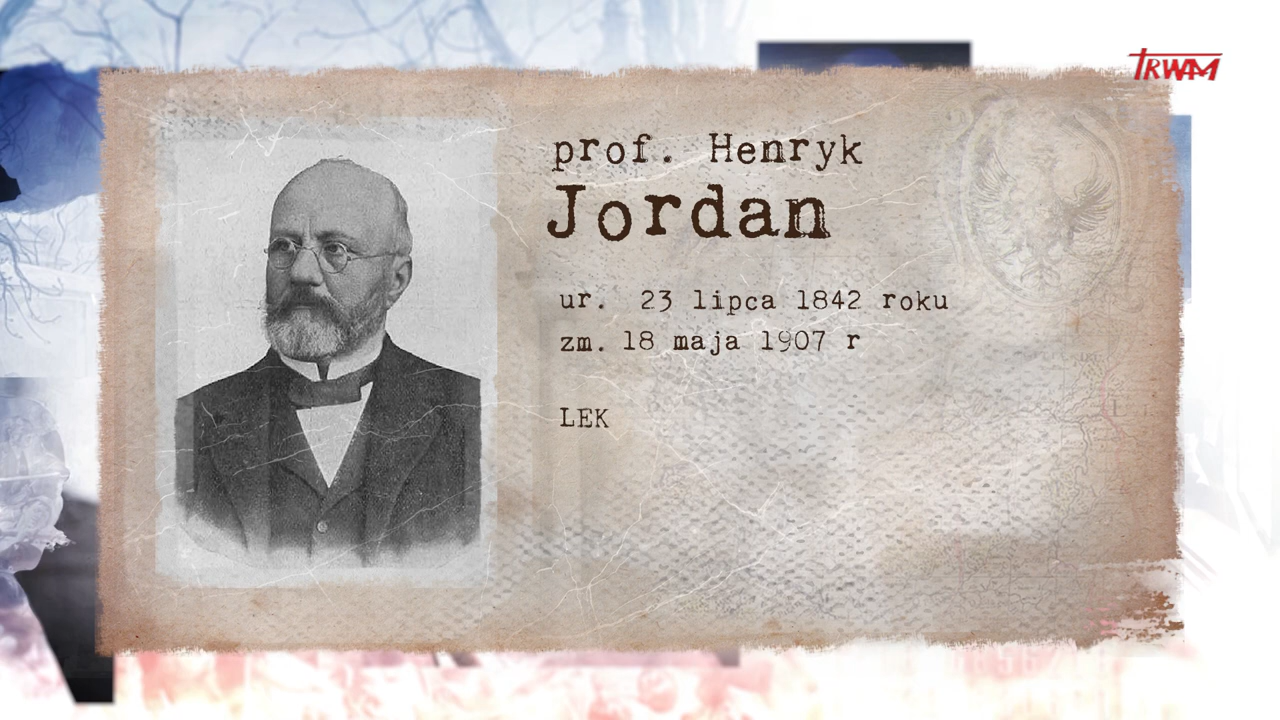 TRWAM
prof. Henryk
Jordan
ur. 23 lipca 1842 roku
zm. 18 maja 1907 r
LEK